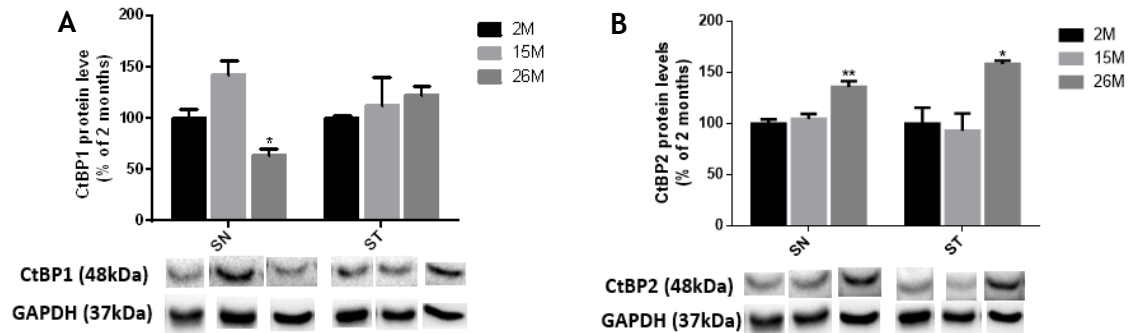 A
CtBP1 protein leve
(% of 2 months)
200
150
100
50
0
*
SN
ST
2M
15M
26M
CtBP1 (48kDa)
GAPDH (37kDa)
B
CtBP2 protein levels
(% of 2 months)
200
150
100
50
0
**
*
SN
ST
2M
15M
26M
CtBP2 (48kDa)
GAPDH (37kDa)